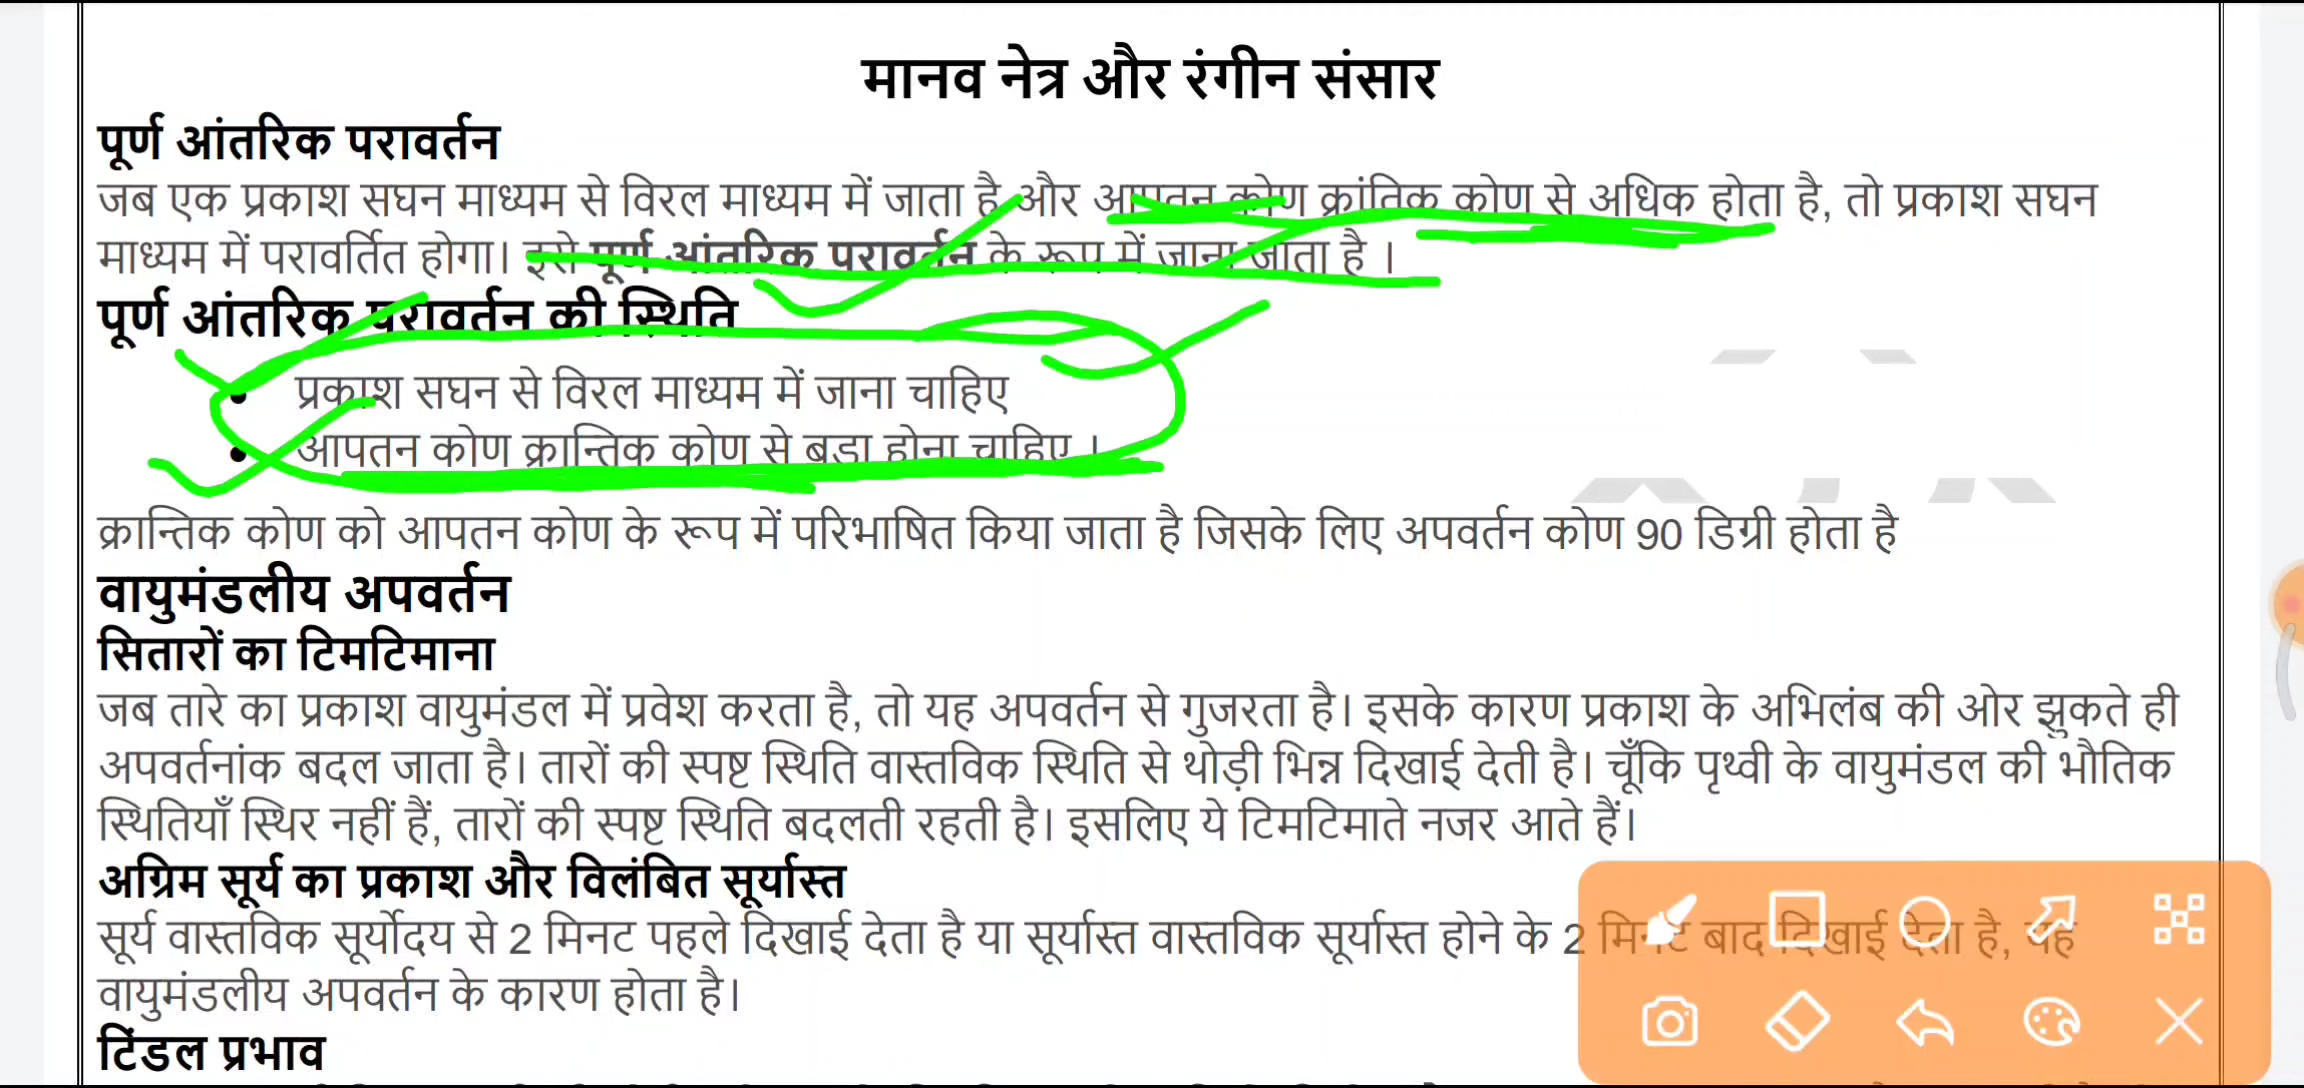 मानव नेत्र और रंगीन संसार
पूर्ण आंतरिक परावर्तन
जब एक प्रकाश सघन माध्यम से विरल माध्यम में जाता है और आपतन कोण क्रांतिक कोण से अधिक होता है, तो प्रकाश सघन
माध्यम में परावर्तित होगा। इसे पूर्ण आंतरिक परावर्तन के रूप में जाना जाता है ।
पूर्ण आंतरिक परावर्तन की स्थिति
• प्रकाश सघन से विरल माध्यम में जाना चाहिए
• आपतन कोण क्रान्तिक कोण से बड़ा होना चाहिए ।
क्रान्तिक कोण को आपतन कोण के रूप में परिभाषित किया जाता है जिसके लिए अपवर्तन कोण 90 डिग्री होता है
वायुमंडलीय अपवर्तन
सितारों का टिमटिमाना
जब तारे का प्रकाश वायुमंडल में प्रवेश करता है, तो यह अपवर्तन से गुजरता है। इसके कारण प्रकाश के अभिलंब की ओर झुकते ही
अपवर्तनांक बदल जाता है। तारों की स्पष्ट स्थिति वास्तविक स्थिति से थोड़ी भिन्न दिखाई देती है। चूँकि पृथ्वी के वायुमंडल की भौतिक
स्थितियाँ स्थिर नहीं हैं, तारों की स्पष्ट स्थिति बदलती रहती है। इसलिए ये टिमटिमाते नजर आते हैं।
अग्रिम सूर्य का प्रकाश और विलंबित सूर्यास्त
सूर्य वास्तविक सूर्योदय से 2 मिनट पहले दिखाई देता है या सूर्यास्त वास्तविक सूर्यास्त होने के 2 मिनट बाद दिखाई देता है, यह
वायुमंडलीय अपवर्तन के कारण होता है।
टिंडल प्रभाव